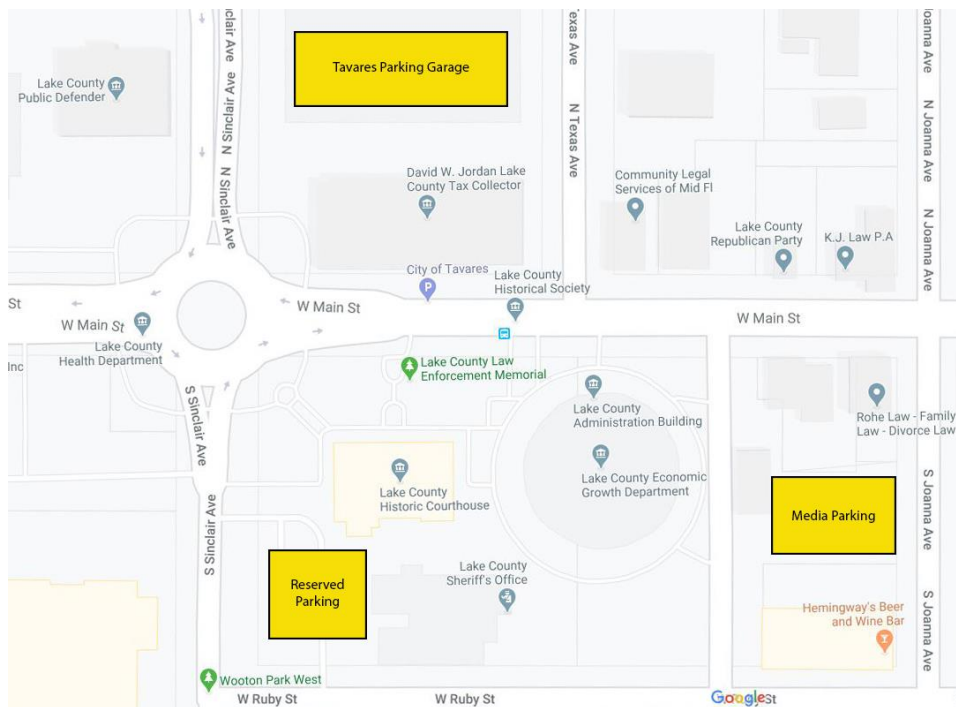 nclair Ave
Texas Ave
Joanna Ave
Tavares Parking Garage
Lake County
Public Defender
N Sinclair Ave
N Sinclair Ave
N Sinclair Ave
N Texas Ave
N Joanna Ave
David W. Jordan Lake
County Tax Collector
Community Legal
Services of Mid Fl
Lake County
Republican Party
K.J. Law P.A
N Joanna Ave
City of Tavares
P
Lake County
Historical Society
St
W Main St
W Main St
W Main St
Lake County
Health Department
Inc
Lake County Law
Enforcement Memorial
S Sinclair Ave
Lake County
Administration Building
Rohe Law - Family
Law - Divorce Law
Lake County
Historic Courthouse
Lake County Economic
Growth Department
S Sinclair Ave
Media Parking
S Joanna Ave
Reserved
Parking
Lake County
Sheriff's Office
Hemingway's Beer
and Wine Bar
S Joanna Ave
Wooton Park West
W Ruby St
W Ruby St
Google
St